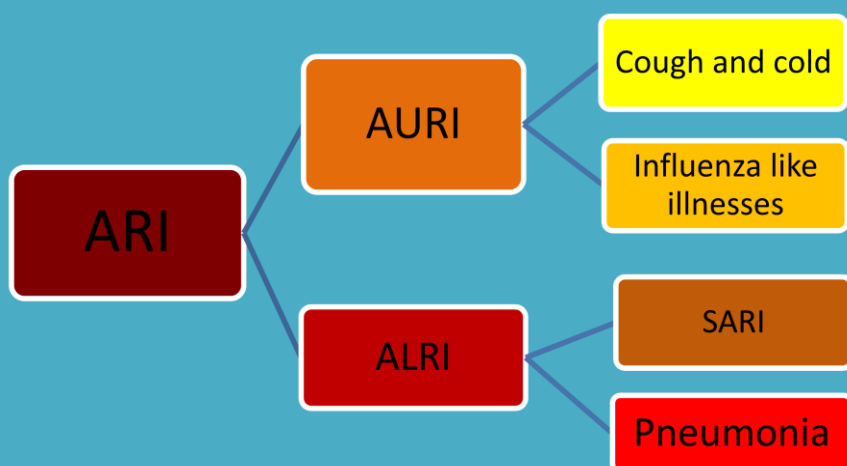 ARI
AURI
Cough and cold
Influenza like
illnesses
ALRI
SARI
Pneumonia